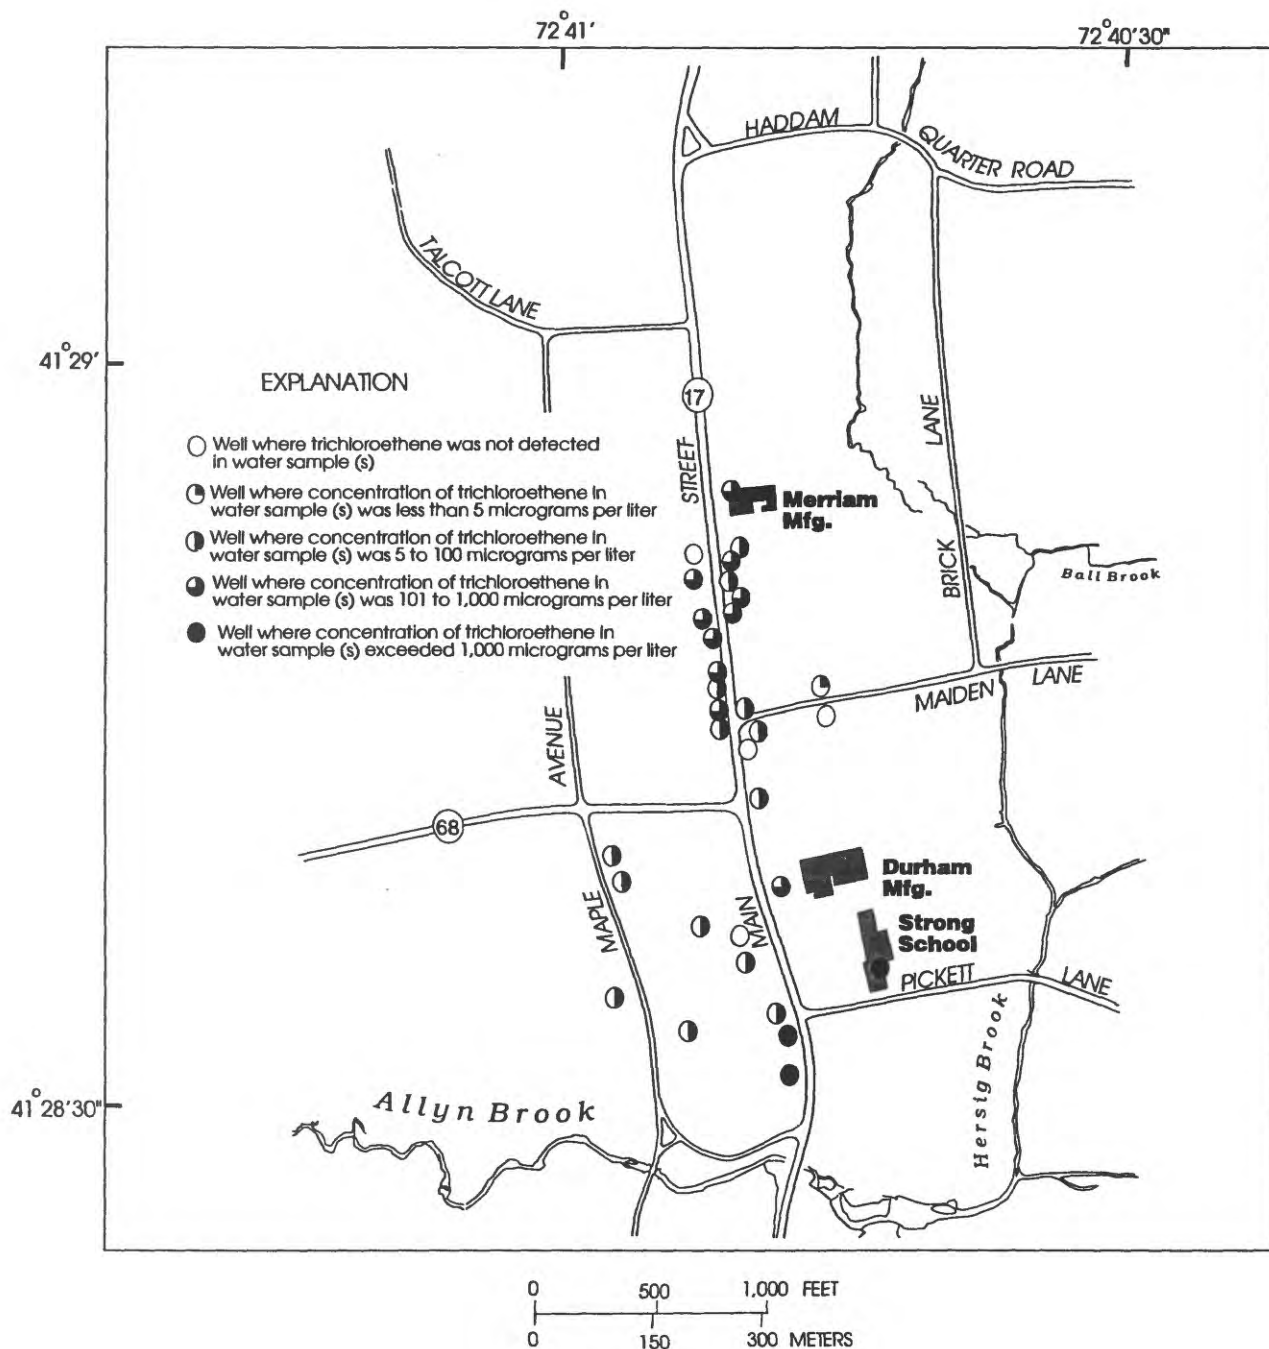 72°41'
72°40'30"
HADDAM
QUARTER ROAD
TALCOTT LANE
41°29'
EXPLANATION
17
Well where trichloroethene was not detected
in water sample (s)
Well where concentration of trichloroethene in
water sample (s) was less than 5 micrograms per liter
Well where concentration of trichloroethene in
water sample (s) was 5 to 100 micrograms per liter
Well where concentration of trichloroethene in
water sample (s) was 101 to 1,000 micrograms per liter
Well where concentration of trichloroethene in
water sample (s) exceeded 1,000 micrograms per liter
STREET
LANE
BRICK
Merriam
Mfg.
Ball Brook
MAIDEN
LANE
AVENUE
68
MAPLE
MAIN
Durham
Mfg.
Strong
School
PICKETT
LANE
Hersig Brook
41°28'30"
Allyn Brook
0 500 1,000 FEET
0 150 300 METERS